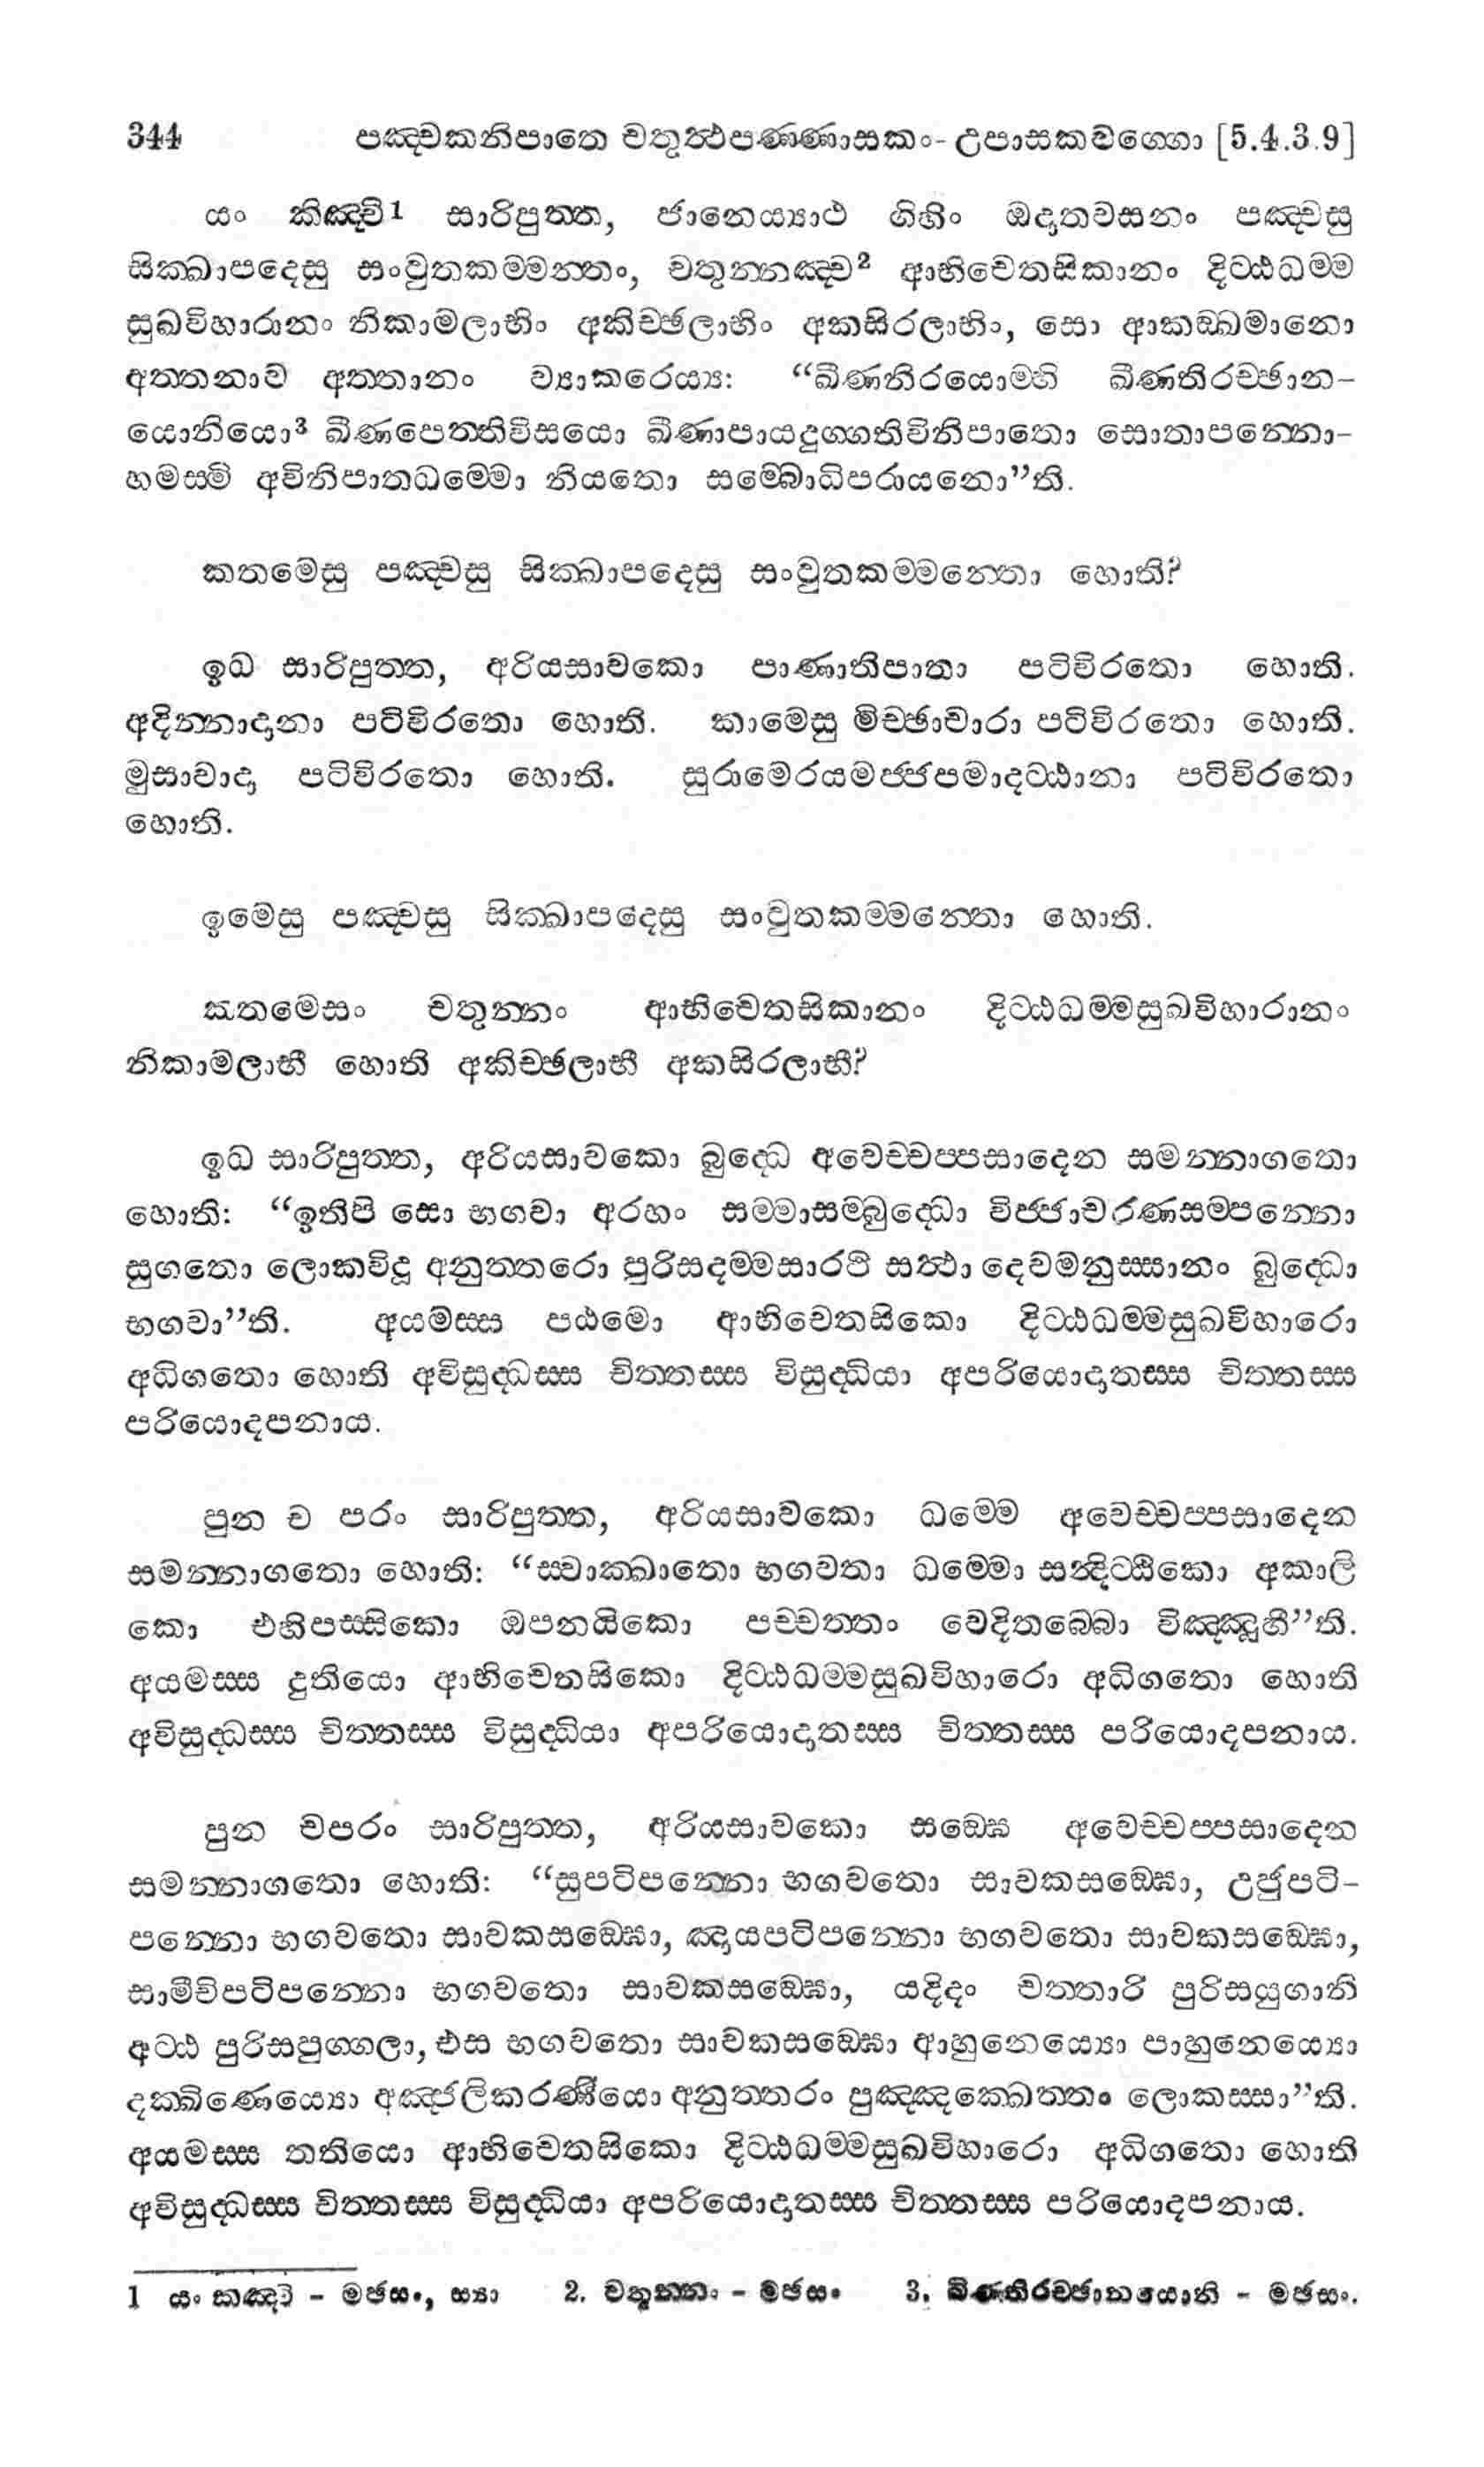 344 පඤ්චකනිපාතෙ චතුත්ථපණ්ණාසකං- උපාසකවග්ගො [5.4.3.9]
යං කිඤ්චි1 සාරිපුත්ත, ජානෙය්‍යාථ ගිහිං ඔදාතවසනං පඤ්චසු
සික්ඛාපදෙසු සංවුතකම්මන්තං, චතුන්නඤ්ච2 ආභිචෙතසිකානං දිට්ඨධම්ම
සුඛවිහාරානං නිකාමලාභිං අකිච්ඡලාභිං අකසිරලාභිං, සො ආකඞ්ඛමානො
අත්තනාව අත්තානං ව්‍යාකරෙය්‍ය: “ඛීණනිරයොම්හි ඛීණතිරච්ඡාන-
යොනියො3 ඛීණපෙත්තිවිසයො ඛීණාපායදුග්ගතිවිනිපාතො සොතාපන්නො-
හමස්මි අවිනිපාතධම්මො නියතො සම්බොධිපරායනො”ති.
කතමෙසු පඤ්චසු සික්ඛාපදෙසු සංවුතකම්මන්තො හොති?
ඉධ සාරිපුත්ත, අරියසාවකො පාණාතිපාතා පටිවිරතො හොති.
අදින්නාදානා පටිවිරතො හොති. කාමෙසු මිච්ඡාචාරා පටිවිරතො හොති.
මුසාවාදා පටිවිරතො හොති. සුරාමෙරයමජ්ජපමාදට්ඨානා පටිවිරතො
හොති.
ඉමෙසු පඤ්චසු සික්ඛාපදෙසු සංවුතකම්මන්තො හොති.
කතමෙසං චතුන්නං ආභිචෙතසිකානං දිට්ඨධම්මසුඛවිහාරානං
නිකාමලාභී හොති අකිච්ඡලාභී අකසිරලාභී?
ඉධ සාරිපුත්ත, අරියසාවකො බුද්ධෙ අවෙච්චප්පසාදෙන සමන්නාගතො
හොති: “ඉතිපි සො භගවා අරහං සම්මාසම්බුද්ධො විජ්ජාචරණසම්පන්නො
සුගතො ලොකවිදූ අනුත්තරො පුරිසදම්මසාරථි සත්ථා දෙවමනුස්සානං බුද්ධො
භගවා”ති. අයමස්ස පඨමො ආභිචෙතසිකො දිට්ඨධම්මසුඛවිහාරො
අධිගතො හොති අවිසුද්ධස්ස චිත්තස්ස විසුද්ධියා අපරියොදාතස්ස චිත්තස්ස
පරියොදපනාය.
පුන ච පරං සාරිපුත්ත, අරියසාවකො ධම්මෙ අවෙච්චප්පසාදෙන
සමන්නාගතො හොති: “ස්වාක්ඛාතො භගවතා ධම්මො සන්දිට්ඨිකො අකාලි
කො එහිපස්සිකො ඔපනයිකො පච්චත්තං වෙදිතබ්බො විඤ්ඤූහී”ති.
අයමස්ස දුතියො ආභිචෙතසිකො දිට්ඨධම්මසුඛවිහාරො අධිගතො හොති
අවිසුද්ධස්ස චිත්තස්ස විසුද්ධියා අපරියොදාතස්ස චිත්තස්ස පරියොදපනාය.
පුන චපරං සාරිපුත්ත, අරියසාවකො සඞ්ඝෙ අවෙච්චප්පසාදෙන
සමන්නාගතො හොති: “සුපටිපන්නො භගවතො සාවකසඞ්ඝො, උජුපටි-
පන්නො භගවතො සාවකසඞ්ඝො, ඤායපටිපන්නො භගවතො සාවකසඞ්ඝො,
සාමීචිපටිපන්නො භගවතො සාවකසඞ්ඝො, යදිදං චත්තාරි පුරිසයුගානි
අට්ඨ පුරිසපුග්ගලා, එස භගවතො සාවකසඞ්ඝො ආහුනෙය්‍යො පාහුනෙය්‍යො
දක්ඛිණෙය්‍යො අඤ්ජලිකරණීයො අනුත්තරං පුඤ්ඤක්ඛෙත්තං ලොකස්සා”ති.
අයමස්ස තතියො ආභිචෙතසිකො දිට්ඨධම්මසුඛවිහාරො අධිගතො හොති
අවිසුද්ධස්ස චිත්තස්ස විසුද්ධියා අපරියොදාතස්ස චිත්තස්ස පරියොදපනාය.
1 යං කඤ්චි - මඡසං, ස්‍යා 2. චතුන්නං - මඡසං 3. ඛීණතිරච්ඡානයොනි - මඡසං.